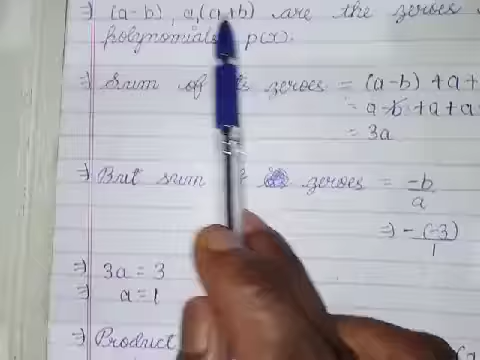 ⇒ (a-b), a, (a+b) are the zeroes
polynomials p(x).
⇒ Sum of zeroes = (a-b) + a +
= a-b+a+a
= 3a
⇒ But sum zeroes = -b/a
⇒ -(-3)/1
⇒ 3a = 3
⇒ a = 1
⇒ Product